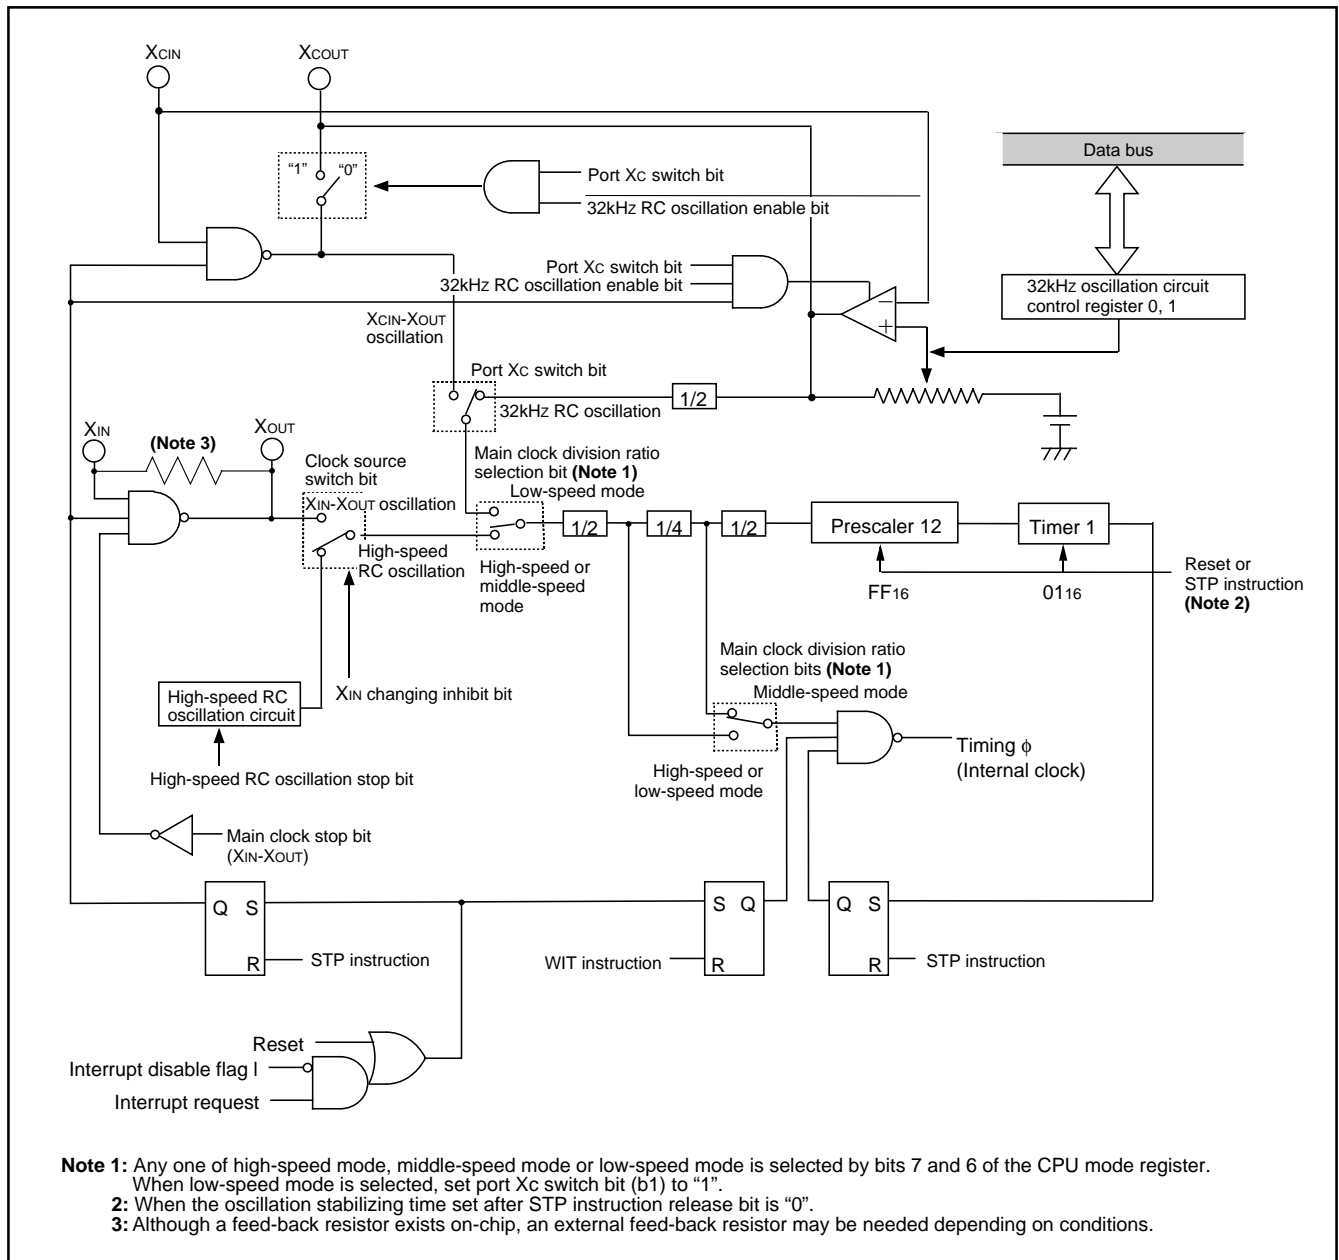 XCIN
XCOUT
"1"
"0"
Port XC switch bit
32kHz RC oscillation enable bit
Data bus
Port XC switch bit
32kHz RC oscillation enable bit
−
+
32kHz oscillation circuit
control register 0, 1
XCIN-XOUT
oscillation
Port XC switch bit
32kHz RC oscillation
1/2
XIN
(Note 3)
XOUT
Clock source
switch bit
XIN-XOUT oscillation
High-speed
RC oscillation
Main clock division ratio
selection bit (Note 1)
Low-speed mode
High-speed or
middle-speed
mode
1/2
1/4
1/2
Prescaler 12
Timer 1
FF16
0116
Reset or
STP instruction
(Note 2)
High-speed RC
oscillation circuit
XIN changing inhibit bit
High-speed RC oscillation stop bit
Main clock division ratio
selection bits (Note 1)
Middle-speed mode
High-speed or
low-speed mode
Timing ϕ
(Internal clock)
Main clock stop bit
(XIN-XOUT)
Q S
R
STP instruction
S Q
R
WIT instruction
Q S
R
STP instruction
Reset
Interrupt disable flag I
Interrupt request
Note 1: Any one of high-speed mode, middle-speed mode or low-speed mode is selected by bits 7 and 6 of the CPU mode register.
When low-speed mode is selected, set port Xc switch bit (b1) to "1".
2: When the oscillation stabilizing time set after STP instruction release bit is "0".
3: Although a feed-back resistor exists on-chip, an external feed-back resistor may be needed depending on conditions.